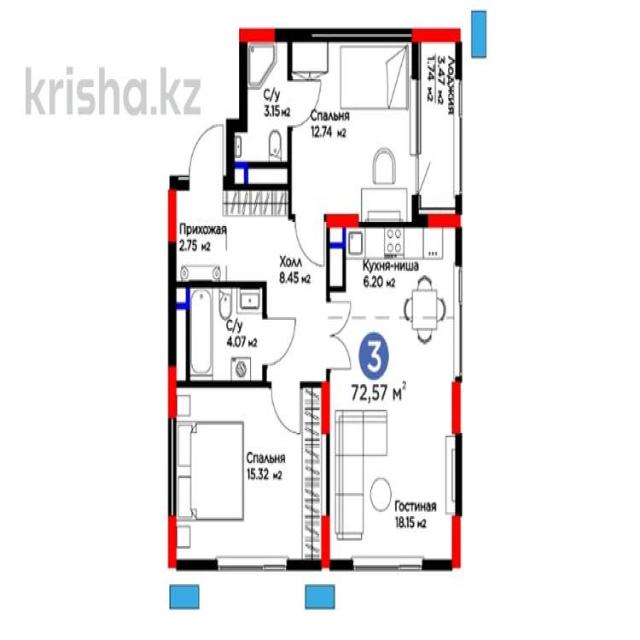 krisha.kz
С/у
3.15 м2
Спальня
12.74 м2
Лоджия
3.47 м2
1.74 м2
Прихожая
2.75 м2
Холл
8.45 м2
Кухня-ниша
6.20 м2
С/у
4.07 м2
3
72,57 м²
Спальня
15.32 м2
Гостиная
18.15 м2